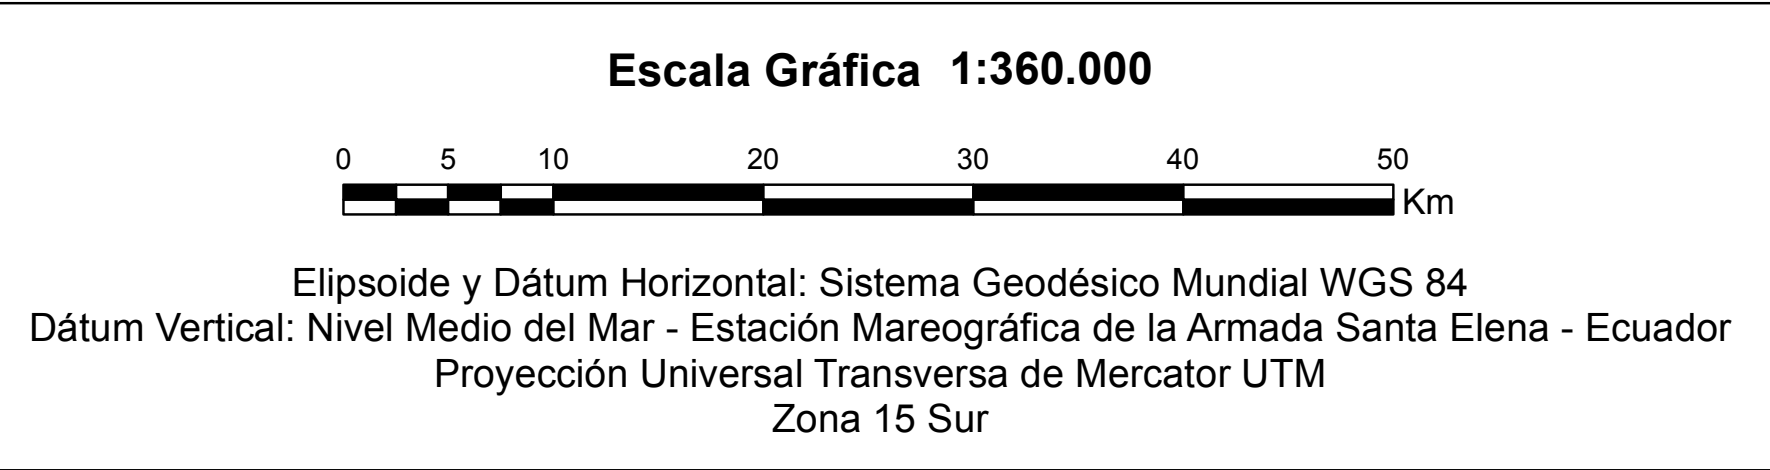 Escala Gráfica 1:360.000
0 5 10 20 30 40 50
Km
Elipsoide y Dátum Horizontal: Sistema Geodésico Mundial WGS 84
Dátum Vertical: Nivel Medio del Mar - Estación Mareográfica de la Armada Santa Elena - Ecuador
Proyección Universal Transversa de Mercator UTM
Zona 15 Sur